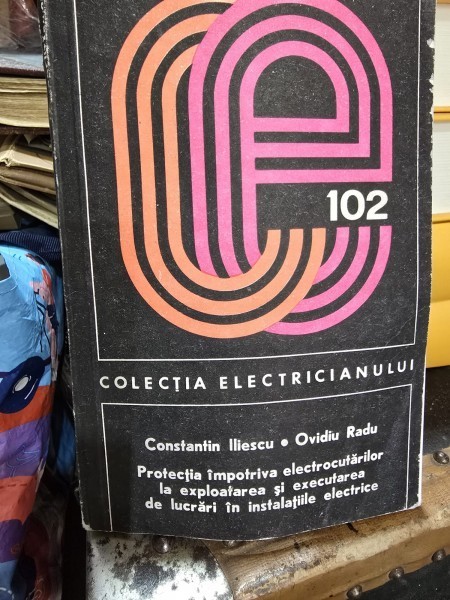 ce
102
COLECȚIA ELECTRICIANULUI
Constantin Iliescu • Ovidiu Radu
Protecția împotriva electrocutărilor
la exploatarea și executarea
de lucrări în instalațiile electrice